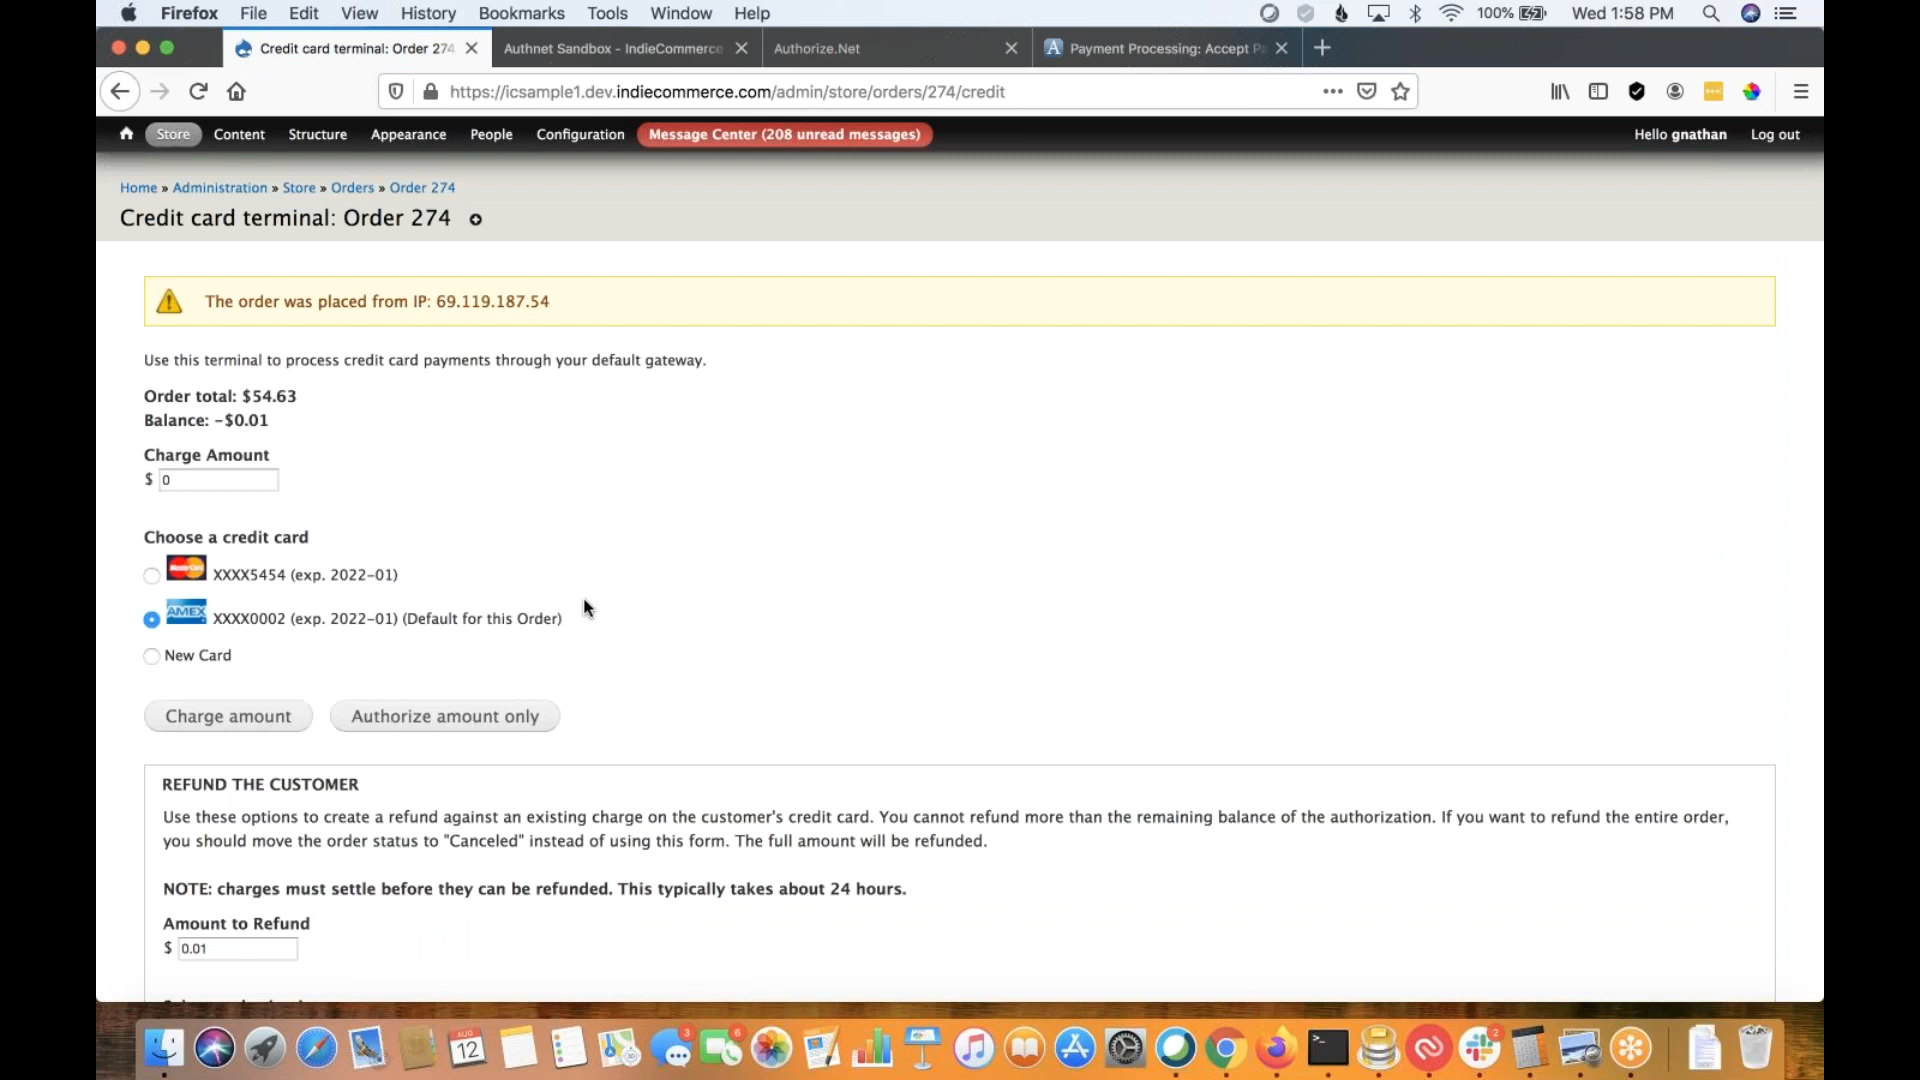 Firefox File Edit View History Bookmarks Tools Window Help 100% Wed 1:58 PM
Credit card terminal: Order 274 Authnet Sandbox - IndieCommerce Authorize.Net Payment Processing: Accept
https://icsample1.dev.indiecommerce.com/admin/store/orders/274/credit
Store Content Structure Appearance People Configuration Message Center (208 unread messages) Hello gnathan Log out
Home » Administration » Store » Orders » Order 274
Credit card terminal: Order 274
The order was placed from IP: 69.119.187.54
Use this terminal to process credit card payments through your default gateway.
Order total: $54.63
Balance: -$0.01
Charge Amount
$ 0
Choose a credit card
MasterCard XXXX5454 (exp. 2022-01)
AMEX XXXX0002 (exp. 2022-01) (Default for this Order)
New Card
Charge amount Authorize amount only
REFUND THE CUSTOMER
Use these options to create a refund against an existing charge on the customer's credit card. You cannot refund more than the remaining balance of the authorization. If you want to refund the entire order,
you should move the order status to "Canceled" instead of using this form. The full amount will be refunded.
NOTE: charges must settle before they can be refunded. This typically takes about 24 hours.
Amount to Refund
$ 0.01
AUG
12
3
6
2